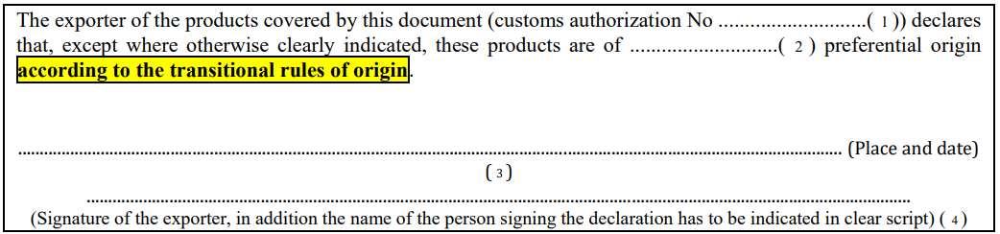 The exporter of the products covered by this document (customs authorization No ............................( 1 )) declares
that, except where otherwise clearly indicated, these products are of ............................( 2 ) preferential origin
according to the transitional rules of origin.
................................................................................................................................................................ (Place and date)
( 3 )
................................................................................................................................................................
(Signature of the exporter, in addition the name of the person signing the declaration has to be indicated in clear script) ( 4 )